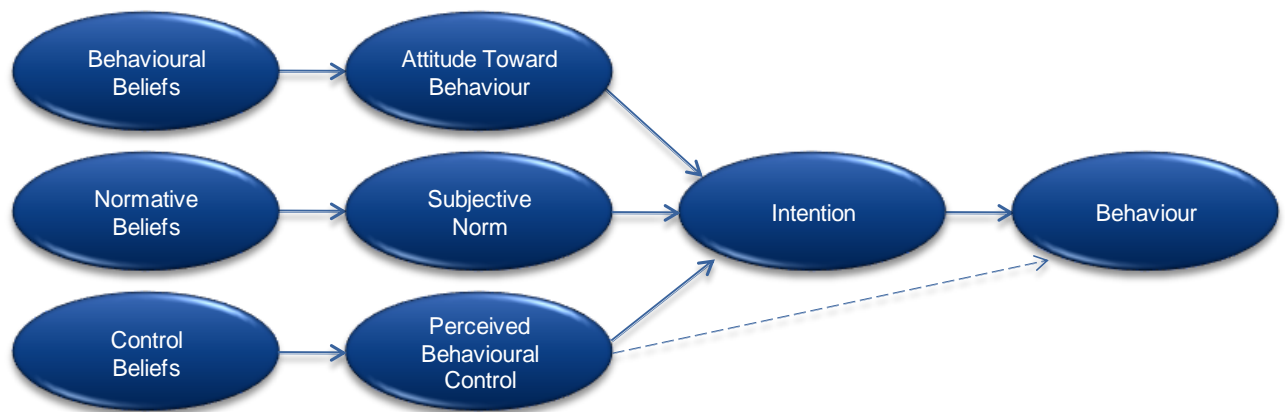 Behavioural
Beliefs
Attitude Toward
Behaviour
Normative
Beliefs
Subjective
Norm
Intention
Behaviour
Control
Beliefs
Perceived
Behavioural
Control